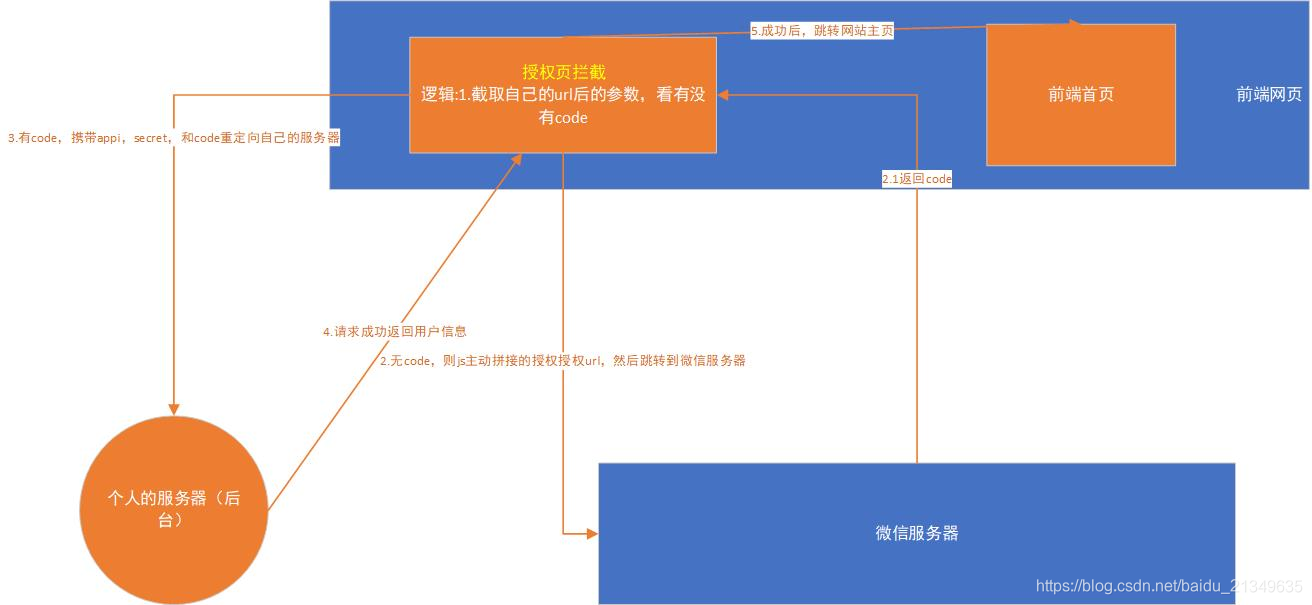 5.成功后，跳转网站主页
授权页拦截
逻辑:1.截取自己的url后的参数，看有没
有code
前端首页
前端网页
3.有code，携带appi，secret，和code重定向自己的服务器
2.1返回code
4.请求成功返回用户信息
2.无code，则js主动拼接的授权授权url，然后跳转到微信服务器
个人的服务器（后
台）
微信服务器
https://blog.csdn.net/baidu_21349635